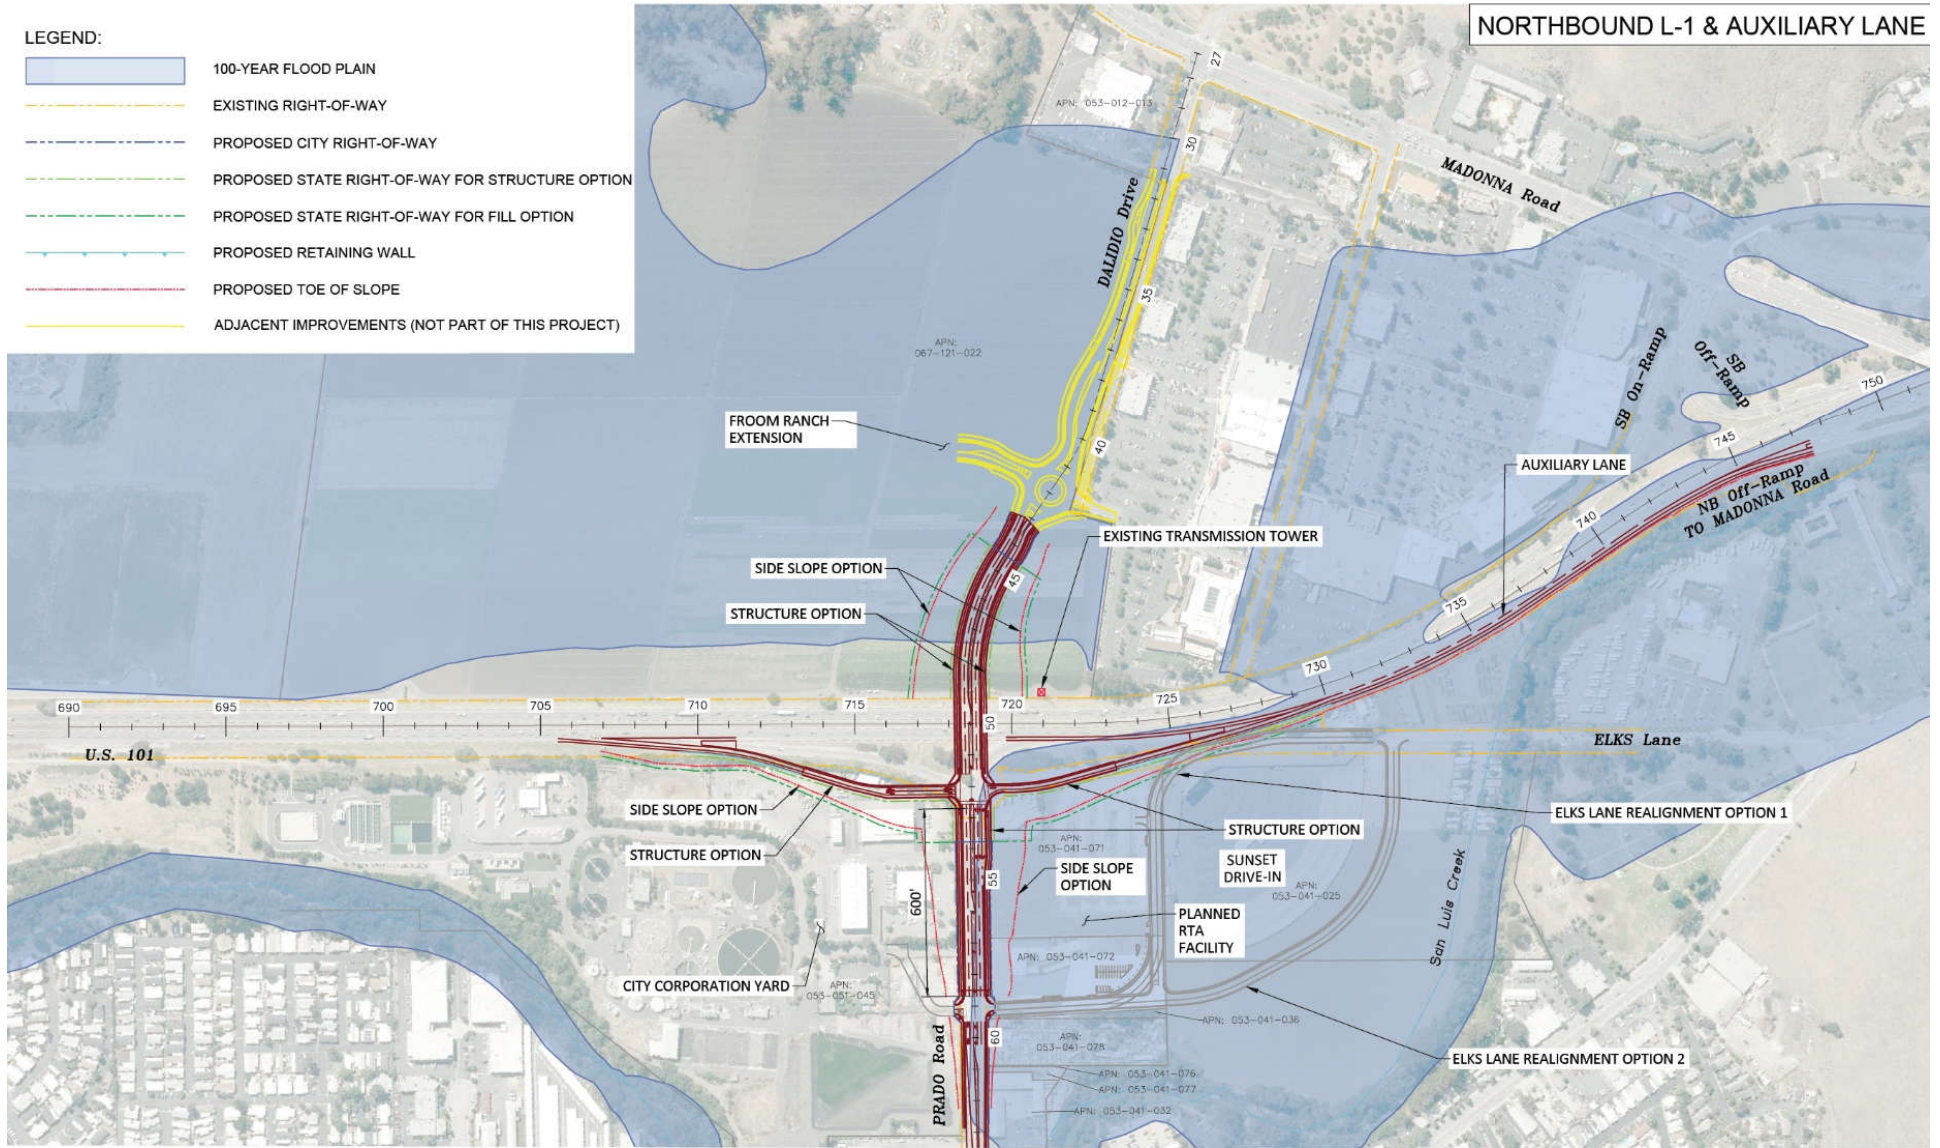 NORTHBOUND L-1 & AUXILIARY LANE
LEGEND:
100-YEAR FLOOD PLAIN
EXISTING RIGHT-OF-WAY
PROPOSED CITY RIGHT-OF-WAY
PROPOSED STATE RIGHT-OF-WAY FOR STRUCTURE OPTION
PROPOSED STATE RIGHT-OF-WAY FOR FILL OPTION
PROPOSED RETAINING WALL
PROPOSED TOE OF SLOPE
ADJACENT IMPROVEMENTS (NOT PART OF THIS PROJECT)
27
APN: 053-012-013
30
MADONNA Road
DALIDIO Drive
35
APN:
067-121-022
SB On-Ramp
SB
Off-Ramp
750
745
FROOM RANCH
EXTENSION
40
AUXILIARY LANE
NB Off-Ramp
TO MADONNA Road
740
EXISTING TRANSMISSION TOWER
SIDE SLOPE OPTION
45
STRUCTURE OPTION
735
730
725
690
695
700
705
710
715
720
50
U.S. 101
ELKS Lane
SIDE SLOPE OPTION
ELKS LANE REALIGNMENT OPTION 1
STRUCTURE OPTION
STRUCTURE OPTION
APN:
053-041-071
SUNSET
DRIVE-IN
SIDE SLOPE
OPTION
55
600'
APN:
053-041-025
San Luis Creek
PLANNED
RTA
FACILITY
APN: 053-041-072
CITY CORPORATION YARD
APN:
053-051-045
APN: 053-041-036
60
PRADO Road
APN:
053-041-078
ELKS LANE REALIGNMENT OPTION 2
APN: 053-041-076
APN: 053-041-077
APN: 053-041-032